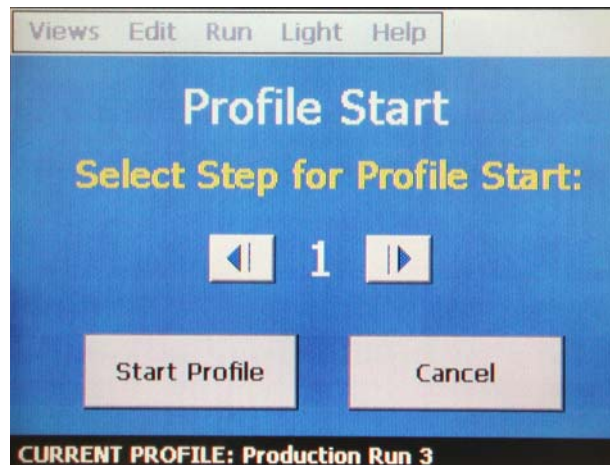 Views Edit Run Light Help
Profile Start
Select Step for Profile Start:
1
Start Profile Cancel
CURRENT PROFILE: Production Run 3